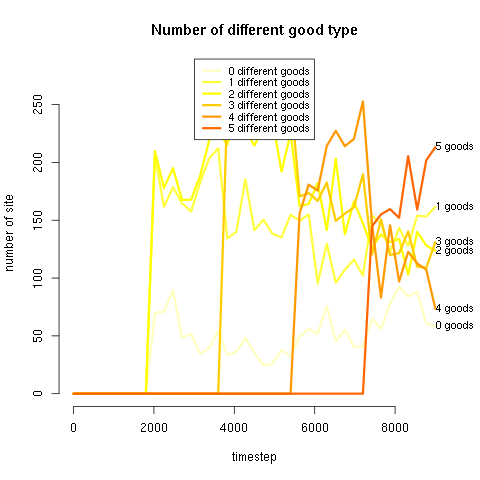 Number of different good type
0 different goods
1 different goods
2 different goods
3 different goods
4 different goods
5 different goods
250
200
150
100
50
0
number of site
5 goods
1 goods
3 goods
2 goods
4 goods
0 goods
0
2000
4000
6000
8000
timestep